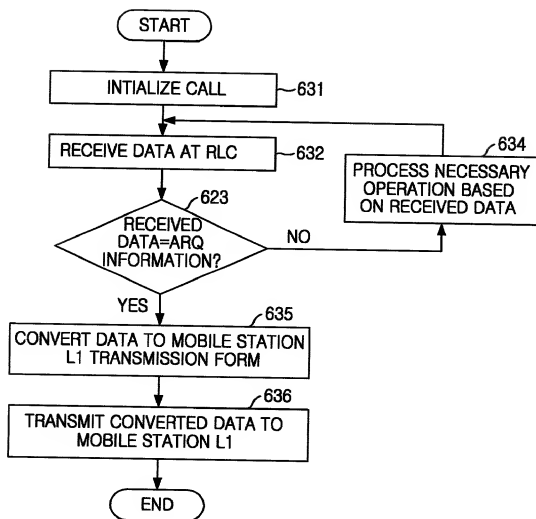 START
INTIALIZE CALL
631
RECEIVE DATA AT RLC
632
634
PROCESS NECESSARY
OPERATION BASED
ON RECEIVED DATA
623
RECEIVED
DATA=ARQ
INFORMATION?
NO
YES
635
CONVERT DATA TO MOBILE STATION
L1 TRANSMISSION FORM
636
TRANSMIT CONVERTED DATA TO
MOBILE STATION L1
END